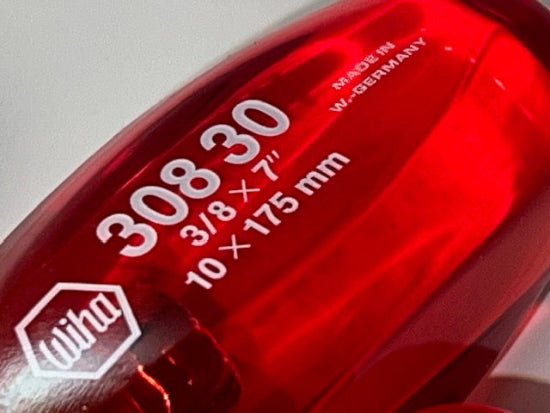 MADE IN
W.-GERMANY
308 30
3/8 × 7"
10 × 175 mm
Wiha